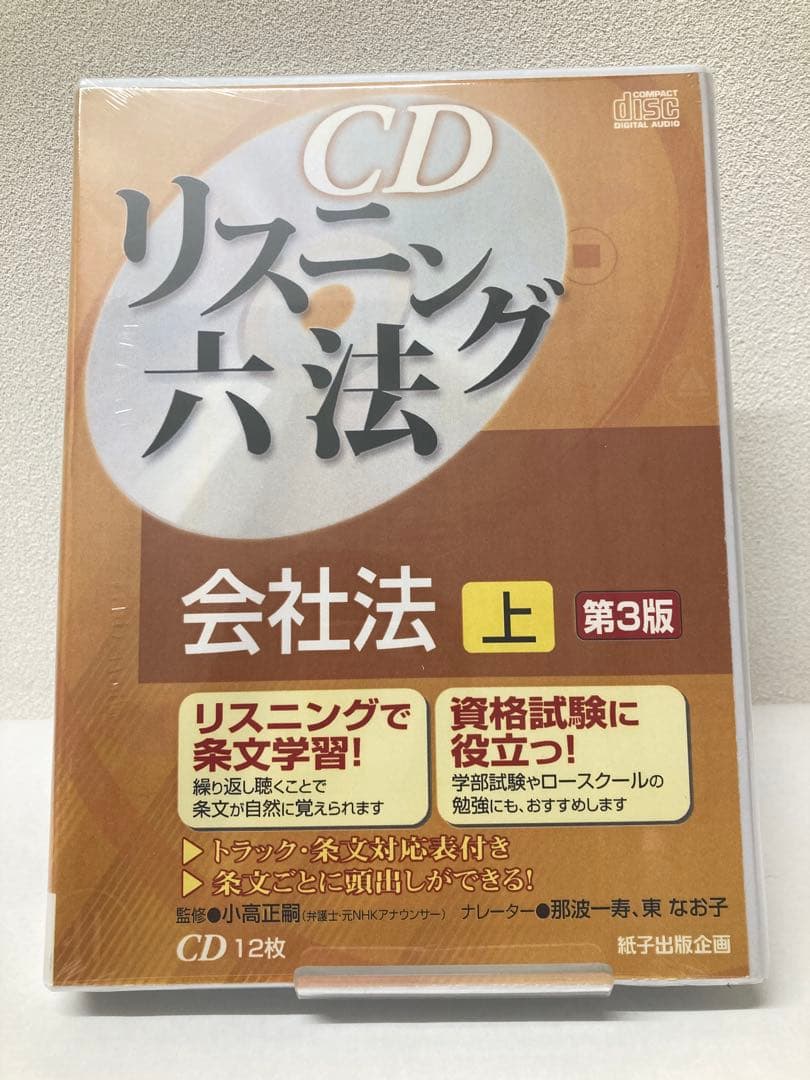 COMPACT
disc
DIGITAL AUDIO
CD
リスニング
六法
会社法 上 第3版
リスニングで
条文学習!
繰り返し聴くことで
条文が自然に覚えられます
資格試験に
役立つ!
学部試験やロースクールの
勉強にも、おすすめします
▶トラック・条文対応表付き
▶条文ごとに頭出しができる!
監修●小高正嗣(弁護士・元NHKアナウンサー) ナレーター●那波一寿、東 なお子
CD 12枚
紙子出版企画